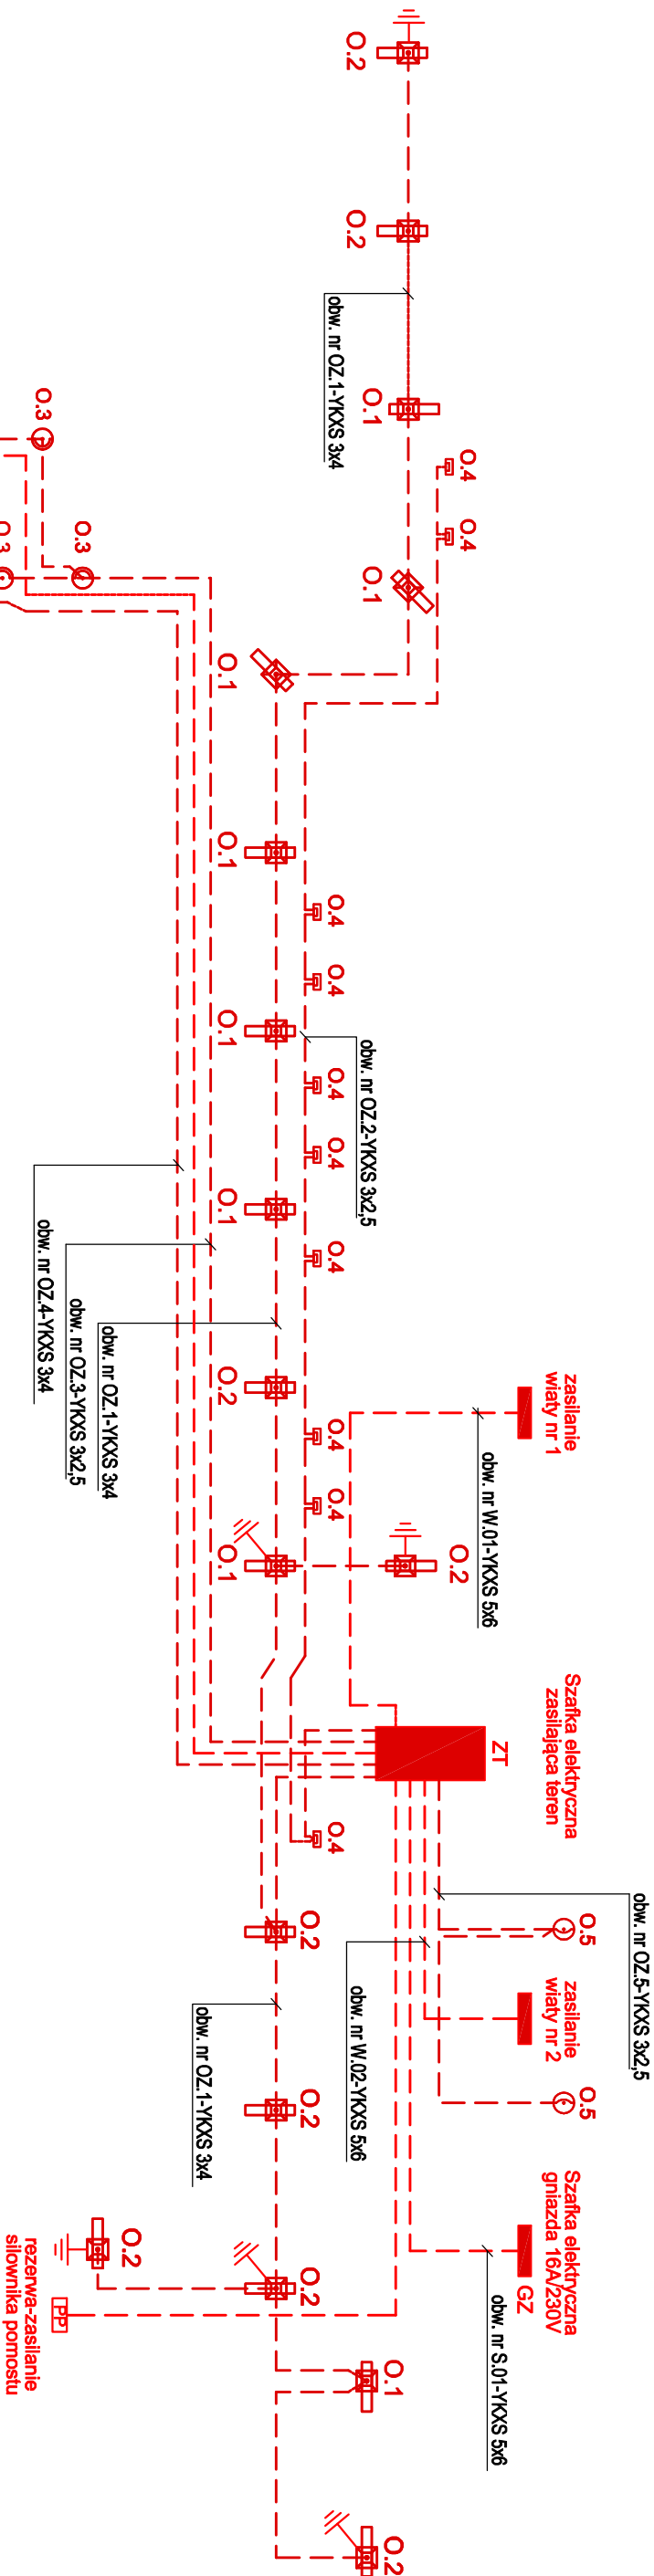 O.2
O.2
obw. nr OZ.1-YKXS 3x4
O.1
O.4
O.4
O.1
O.3
O.3
O.3
O.1
O.1
O.4
O.4
O.1
obw. nr OZ.2-YKXS 3x2,5
O.4
O.4
O.1
O.4
obw. nr OZ.4-YKXS 3x4
obw. nr OZ.3-YKXS 3x2,5
obw. nr OZ.1-YKXS 3x4
O.2
zasilanie
wiaty nr 1
obw. nr W.01-YKXS 5x6
O.4
O.4
O.1
O.2
Szafka elektryczna
zasilająca teren
ZT
O.4
obw. nr OZ.5-YKXS 3x2,5
O.5
O.2
obw. nr W.02-YKXS 5x6
zasilanie
wiaty nr 2
obw. nr OZ.1-YKXS 3x4
O.2
O.5
Szafka elektryczna
gniazda 16A/230V
GZ
obw. nr S.01-YKXS 5x6
O.2
O.2
PP
rezerwa-zasilanie
siłownika pomostu
O.1
O.2